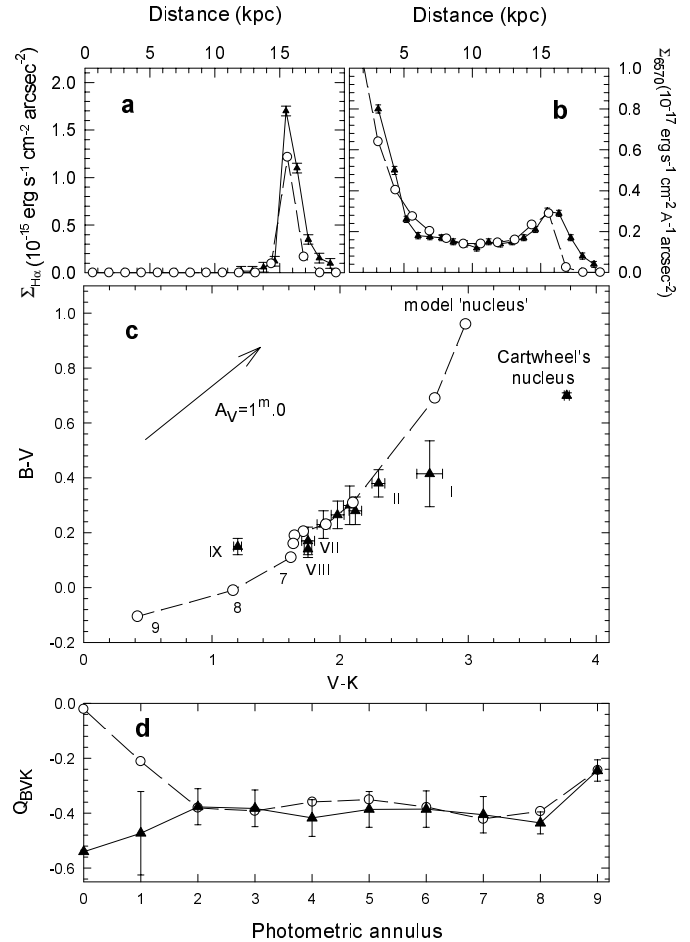 Distance (kpc)
Distance (kpc)
0 5 10 15
5 10 15
a
b
2.0
1.5
1.0
0.5
0.0
Σ_Hα (10^-15 erg s^-1 cm^-2 arcsec^-2)
1.0
0.8
0.6
0.4
0.2
0.0
Σ_6570 (10^-17 erg s^-1 cm^-2 A^-1 arcsec^-2)
c
model 'nucleus'
Cartwheel's
nucleus
A_V=1^m.0
I
II
VII
VIII
IX
7
8
9
1.0
0.8
0.6
0.4
0.2
0.0
-0.2
B-V
0 1 2 3 4
V-K
d
0.0
-0.2
-0.4
-0.6
Q_BVK
0 1 2 3 4 5 6 7 8 9
Photometric annulus